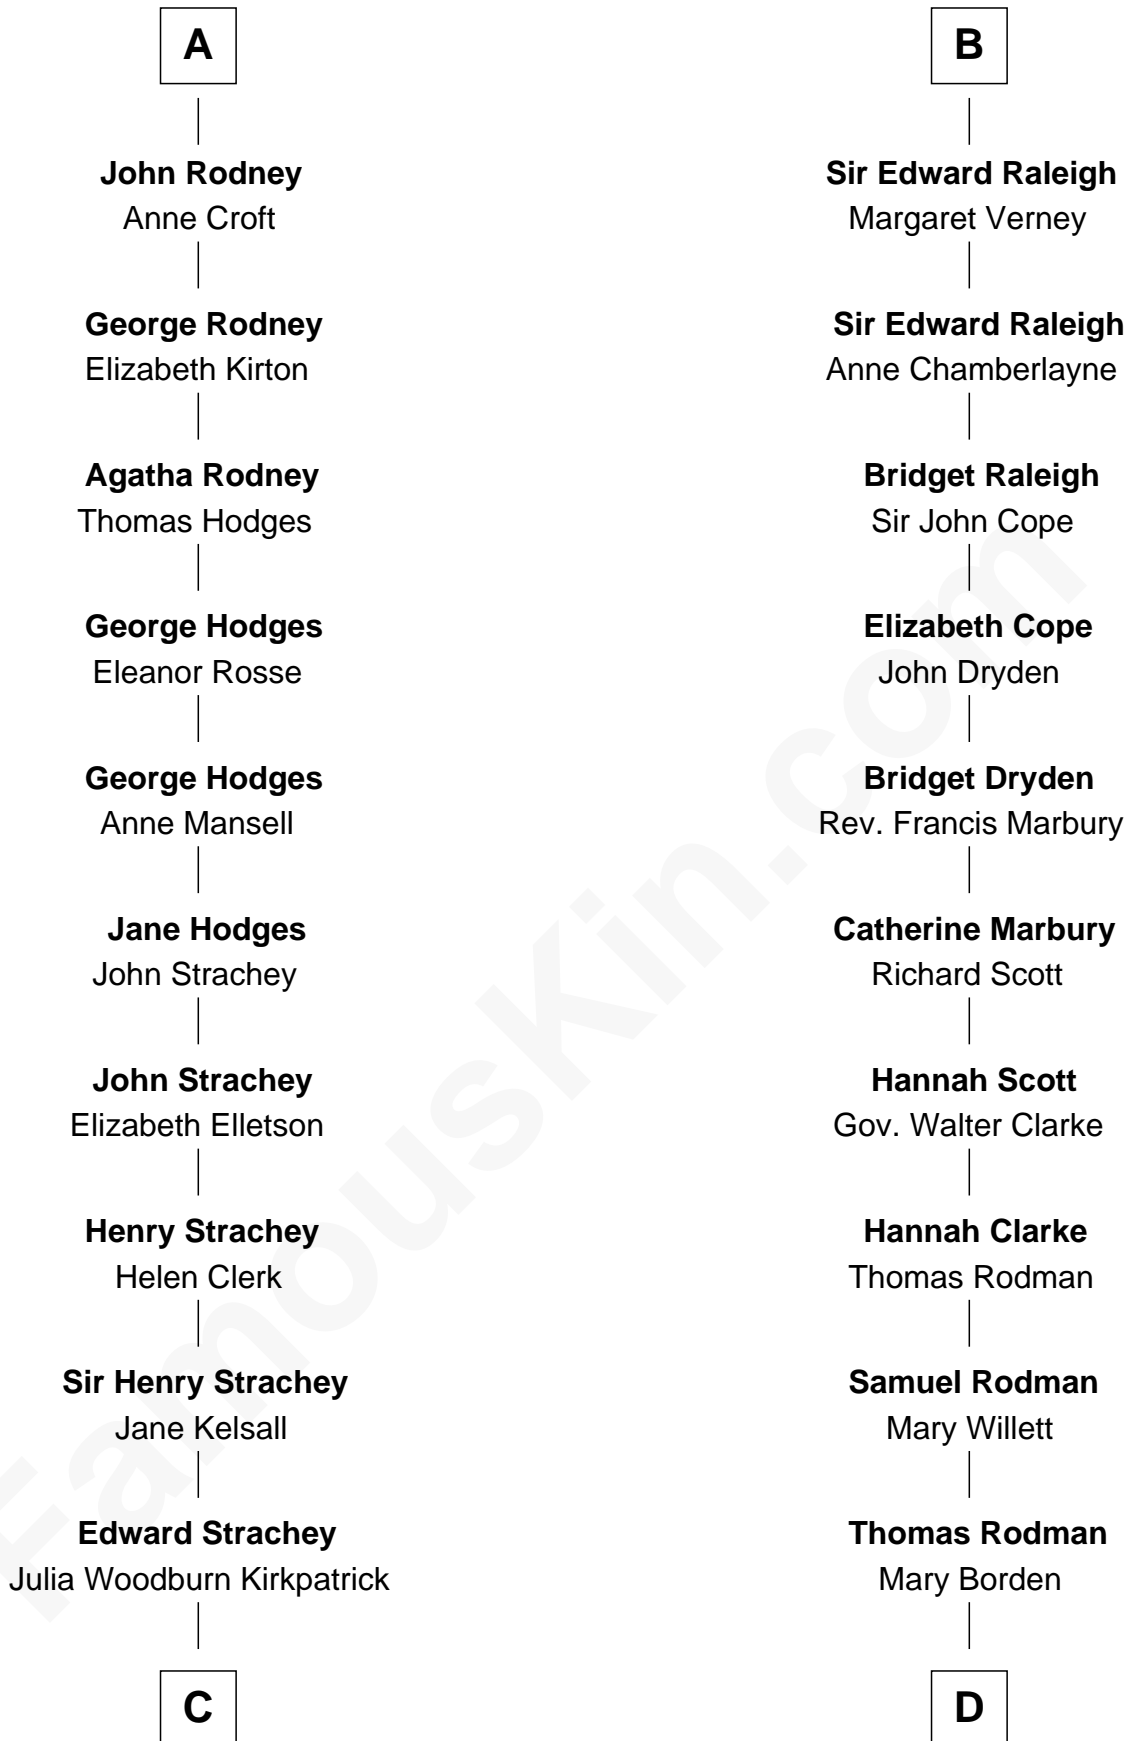 A
John Rodney
Anne Croft
George Rodney
Elizabeth Kirton
Agatha Rodney
Thomas Hodges
George Hodges
Eleanor Rosse
George Hodges
Anne Mansell
Jane Hodges
John Strachey
John Strachey
Elizabeth Elletson
Henry Strachey
Helen Clerk
Sir Henry Strachey
Jane Kelsall
Edward Strachey
Julia Woodburn Kirkpatrick
C
B
Sir Edward Raleigh
Margaret Verney
Sir Edward Raleigh
Anne Chamberlayne
Bridget Raleigh
Sir John Cope
Elizabeth Cope
John Dryden
Bridget Dryden
Rev. Francis Marbury
Catherine Marbury
Richard Scott
Hannah Scott
Gov. Walter Clarke
Hannah Clarke
Thomas Rodman
Samuel Rodman
Mary Willett
Thomas Rodman
Mary Borden
D
FamousKin.com